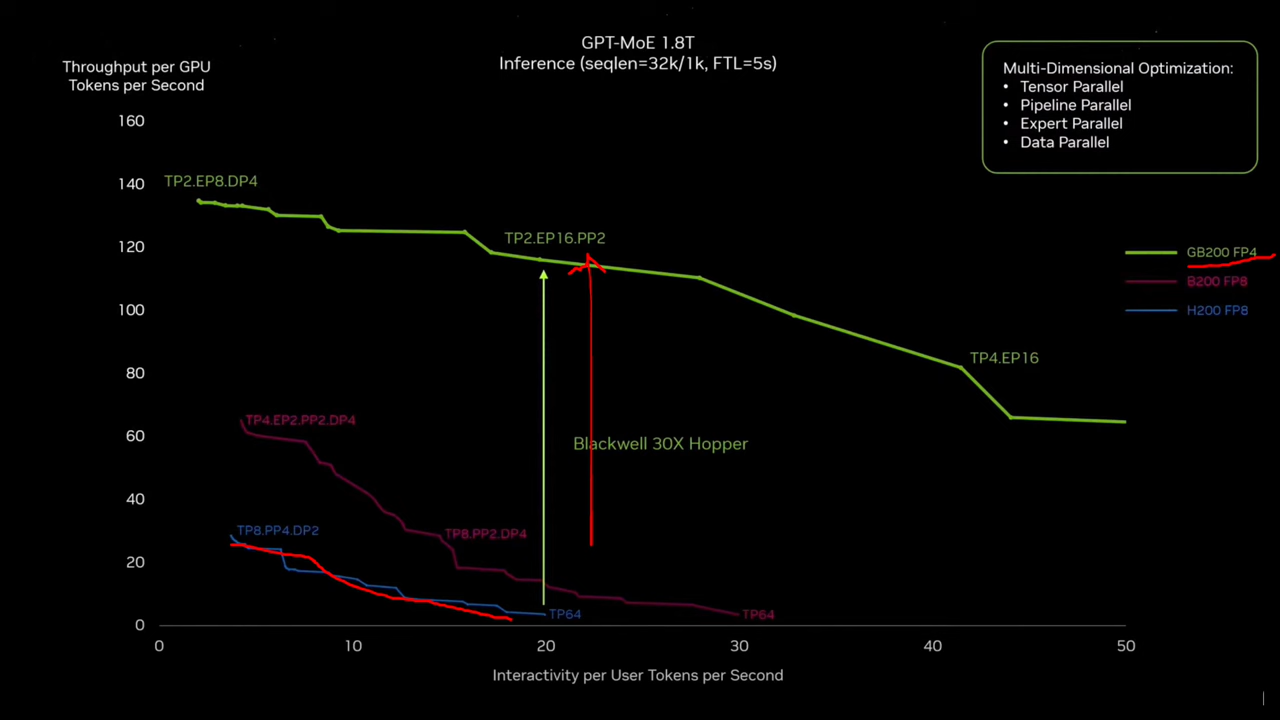 GPT-MoE 1.8T
Inference (seqlen=32k/1k, FTL=5s)
Throughput per GPU
Tokens per Second
Multi-Dimensional Optimization:
• Tensor Parallel
• Pipeline Parallel
• Expert Parallel
• Data Parallel
160
140
120
100
80
60
40
20
0
TP2.EP8.DP4
TP2.EP16.PP2
TP4.EP16
GB200 FP4
B200 FP8
H200 FP8
TP4.EP2.PP2.DP4
Blackwell 30X Hopper
TP8.PP4.DP2
TP8.PP2.DP4
TP64
TP64
0
10
20
30
40
50
Interactivity per User Tokens per Second